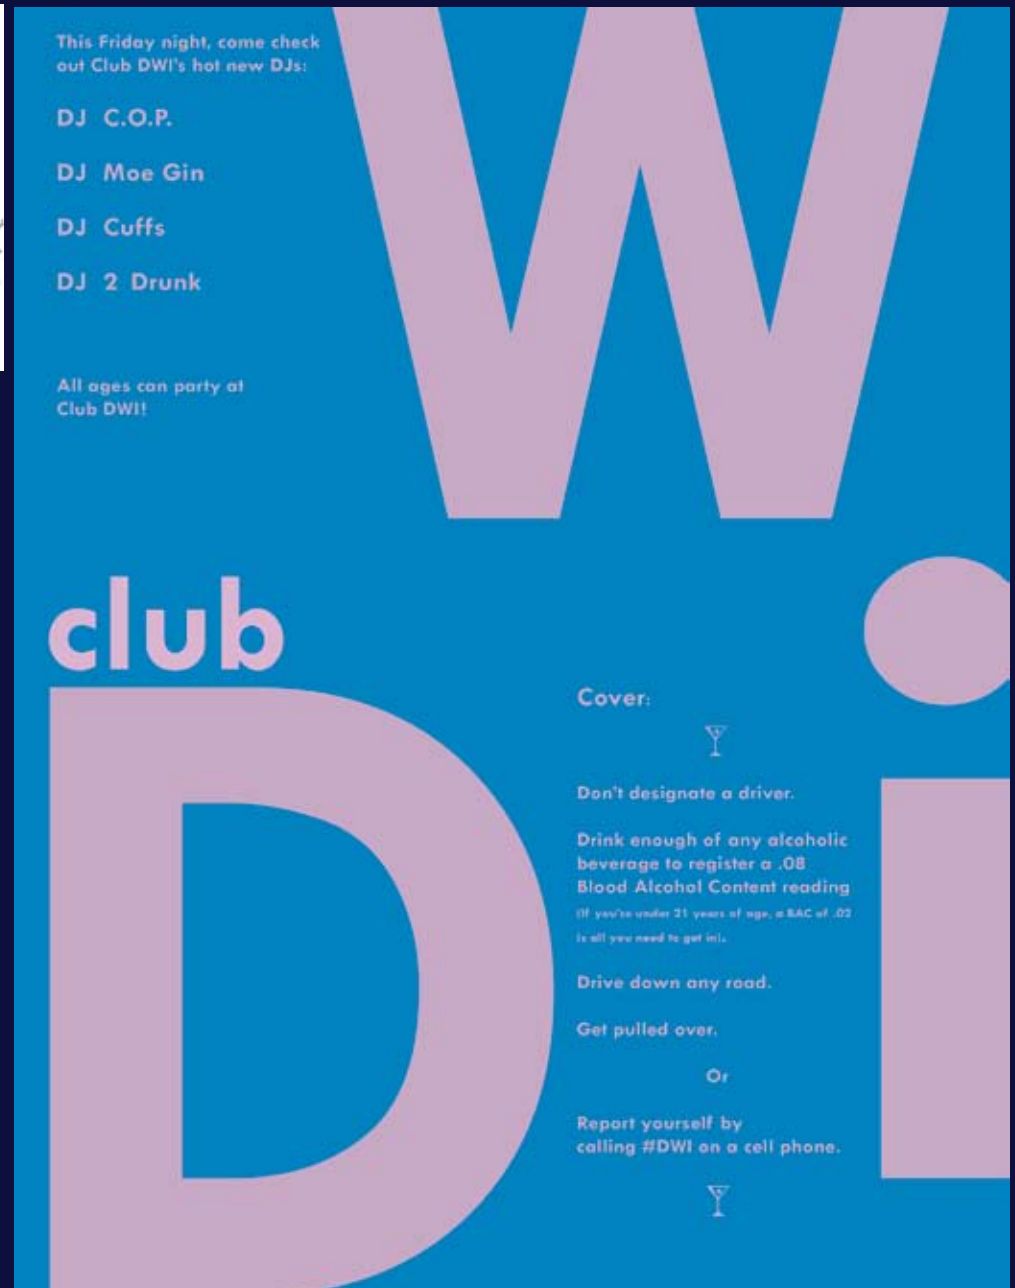 This Friday night, come check
out Club DWI's hot new DJs:
DJ C.O.P.
DJ Moe Gin
DJ Cuffs
DJ 2 Drunk
All ages can party at
Club DWI!
W
club
D
i
Cover:
Don't designate a driver.
Drink enough of any alcoholic
beverage to register a .08
Blood Alcohol Content reading
(If you're under 21 years of age, a BAC of .02
is all you need to get in).
Drive down any road.
Get pulled over.
Or
Report yourself by
calling #DWI on a cell phone.